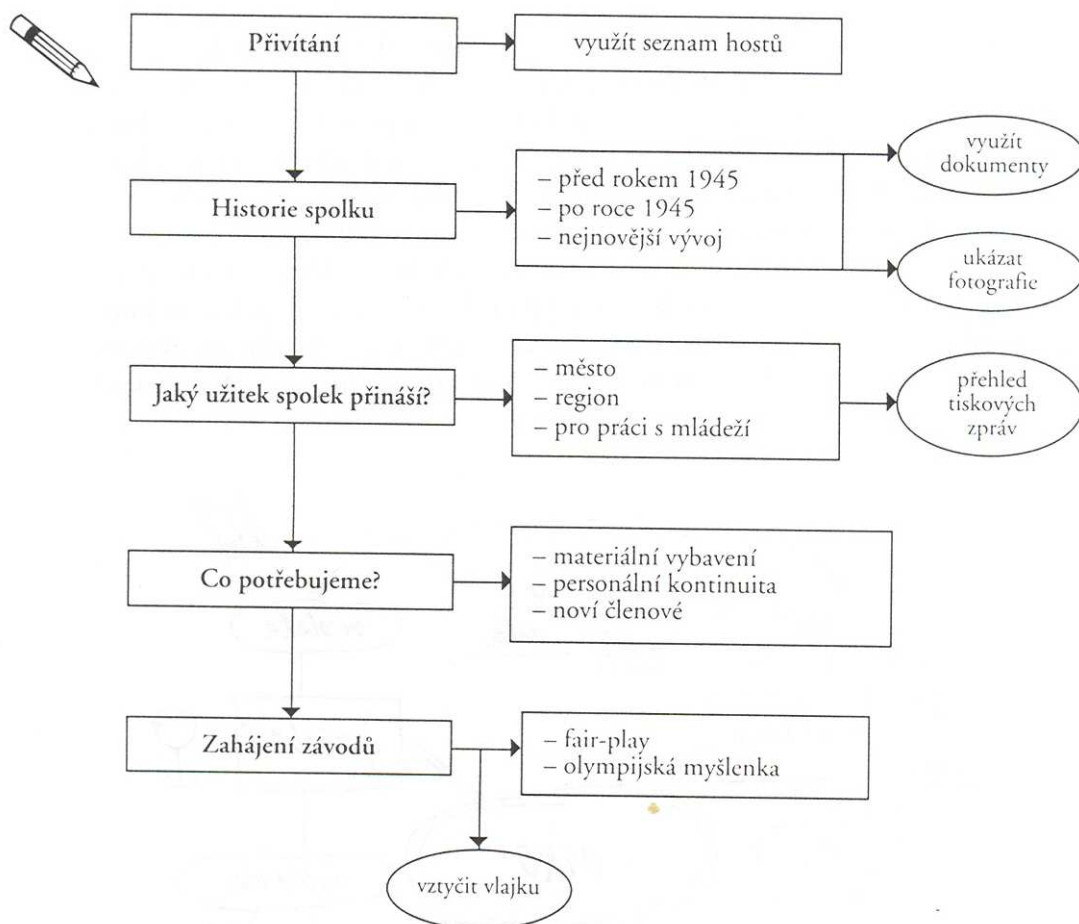 Přivítání
využít seznam hostů
využít
dokumenty
Historie spolku
– před rokem 1945
– po roce 1945
– nejnovější vývoj
ukázat
fotografie
Jaký užitek spolek přináší?
– město
– region
– pro práci s mládeží
přehled
tiskových
zpráv
Co potřebujeme?
– materiální vybavení
– personální kontinuita
– noví členové
Zahájení závodů
– fair-play
– olympijská myšlenka
vztyčit vlajku